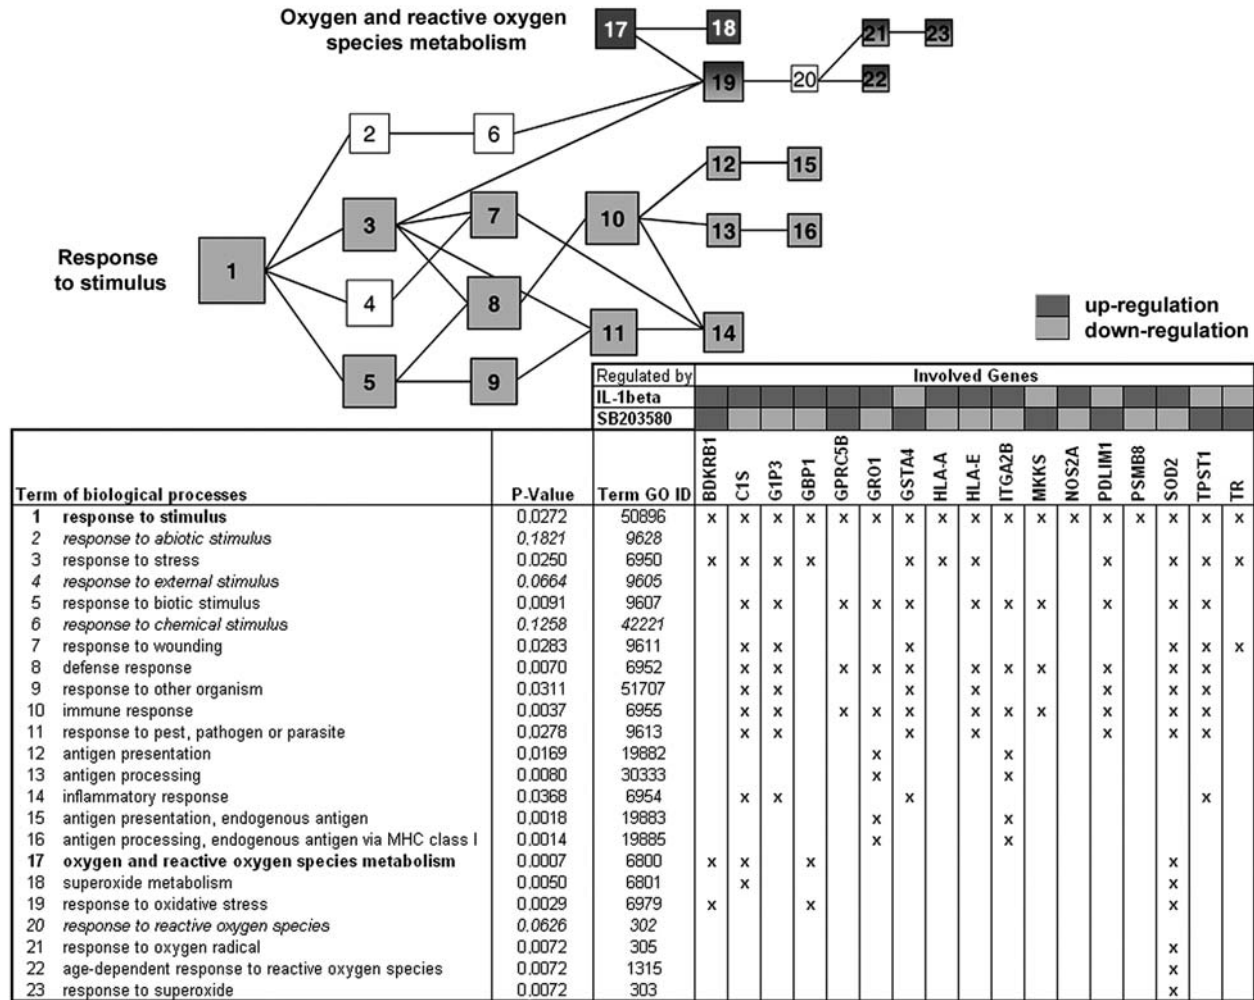 Oxygen and reactive oxygen
species metabolism
17
18
21
23
19
20
22
2
6
12
15
3
7
10
13
16
Response
to stimulus
1
4
8
11
14
5
9
up-regulation
down-regulation
Regulated by Involved Genes
IL-1beta
SB203580
Term of biological processes P-Value Term GO ID BDKRB1 C1S G1P3 GBP1 GPRC5B GRO1 GSTA4 HLA-A HLA-E ITGA2B MKKS NOS2A PDLIM1 PSMB8 SOD2 TPST1 TR
1 response to stimulus 0.0272 50896 x x x x x x x x x x x x x x x x x
2 response to abiotic stimulus 0.1821 9628
3 response to stress 0.0250 6950 x x x x x x x x x x x
4 response to external stimulus 0.0664 9605
5 response to biotic stimulus 0.0091 9607 x x x x x x x x x x x
6 response to chemical stimulus 0.1258 42221
7 response to wounding 0.0283 9611 x x x x x x
8 defense response 0.0070 6952 x x x x x x x x x x x
9 response to other organism 0.0311 51707 x x x x x x x
10 immune response 0.0037 6955 x x x x x x x x x x x
11 response to pest, pathogen or parasite 0.0278 9613 x x x x x x x
12 antigen presentation 0.0169 19882 x x
13 antigen processing 0.0080 30333 x x
14 inflammatory response 0.0368 6954 x x x x
15 antigen presentation, endogenous antigen 0.0018 19883 x x
16 antigen processing, endogenous antigen via MHC class I 0.0014 19885 x x
17 oxygen and reactive oxygen species metabolism 0.0007 6800 x x x x
18 superoxide metabolism 0.0050 6801 x x
19 response to oxidative stress 0.0029 6979 x x x
20 response to reactive oxygen species 0.0626 302
21 response to oxygen radical 0.0072 305 x
22 age-dependent response to reactive oxygen species 0.0072 1315 x
23 response to superoxide 0.0072 303 x